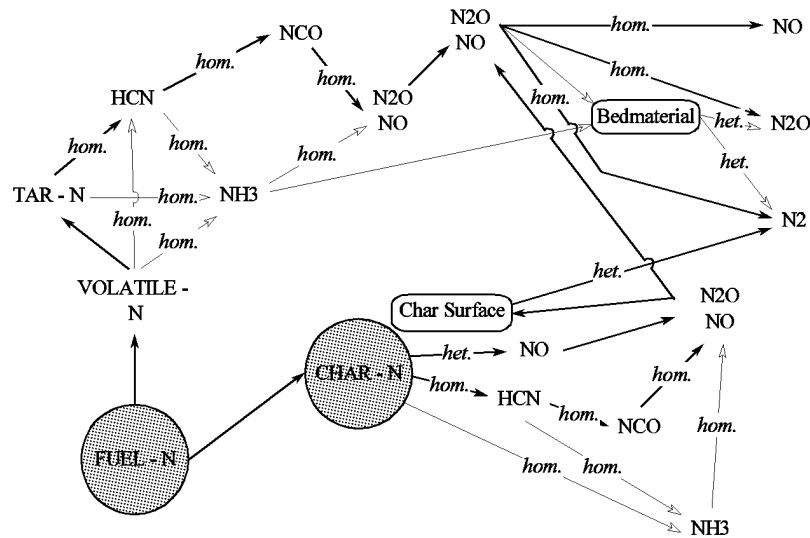 N2O
NO
hom.
NO
NCO
hom.
hom.
hom.
hom.
HCN
N2O
NO
Bedmaterial
het.
N2O
hom.
hom.
hom.
het.
TAR - N
hom.
NH3
hom.
hom.
N2
VOLATILE -
N
het.
Char Surface
N2O
NO
het.
NO
CHAR - N
hom.
HCN
hom.
hom.
hom.
NCO
FUEL - N
hom.
hom.
NH3